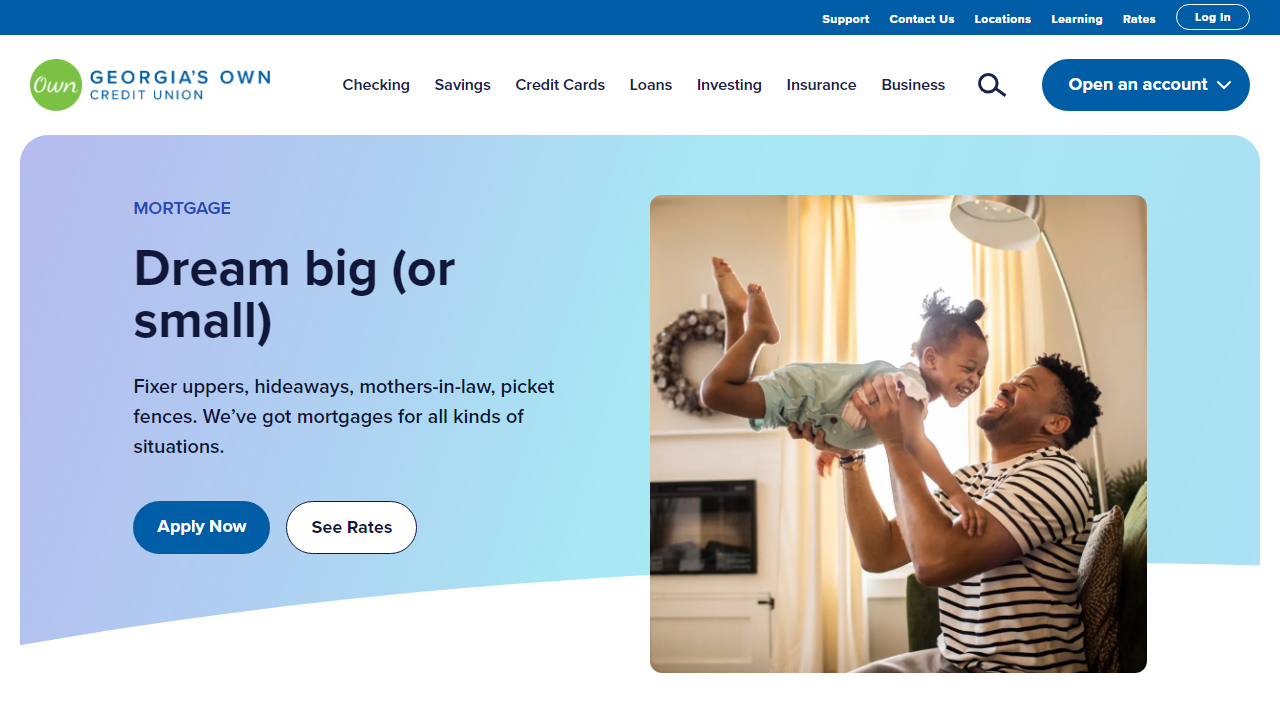 Support Contact Us Locations Learning Rates Log In
Own GEORGIA'S OWN
CREDIT UNION
Checking Savings Credit Cards Loans Investing Insurance Business Open an account
MORTGAGE
Dream big (or
small)
Fixer uppers, hideaways, mothers-in-law, picket
fences. We’ve got mortgages for all kinds of
situations.
Apply Now See Rates